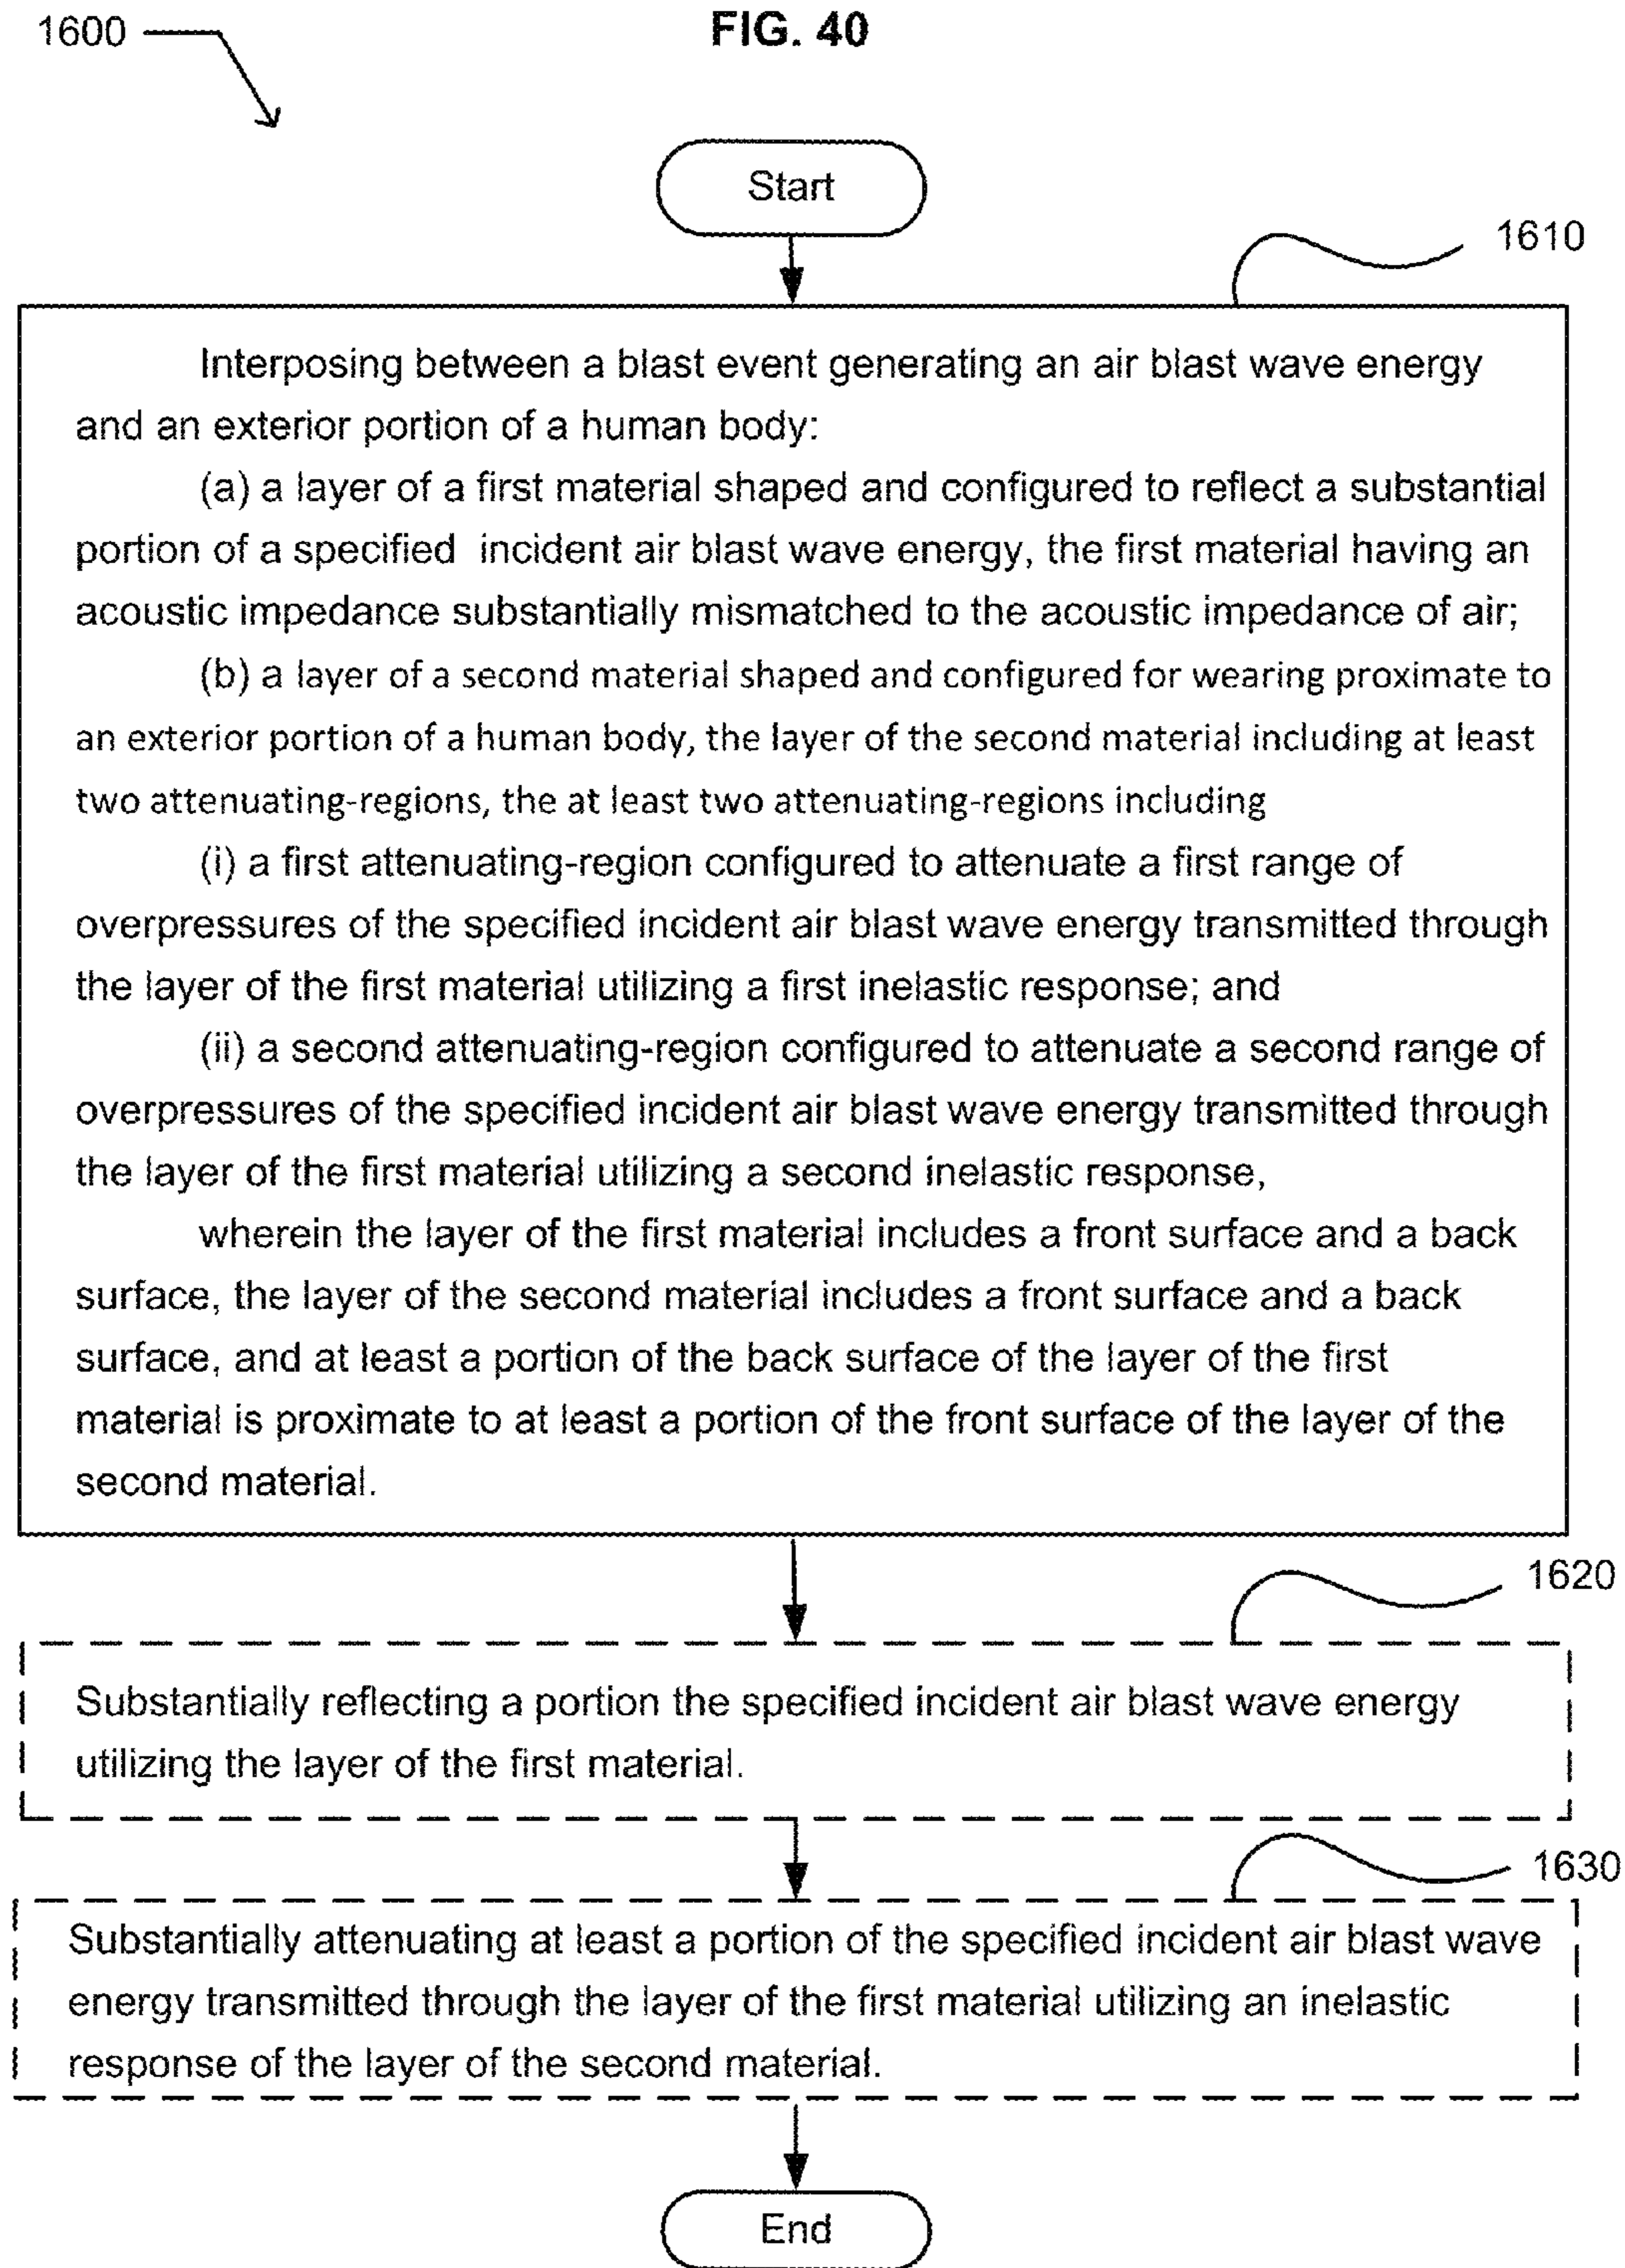 FIG. 40
1600
Start
1610
Interposing between a blast event generating an air blast wave energy
and an exterior portion of a human body:
(a) a layer of a first material shaped and configured to reflect a substantial
portion of a specified incident air blast wave energy, the first material having an
acoustic impedance substantially mismatched to the acoustic impedance of air;
(b) a layer of a second material shaped and configured for wearing proximate to
an exterior portion of a human body, the layer of the second material including at least
two attenuating-regions, the at least two attenuating-regions including
(i) a first attenuating-region configured to attenuate a first range of
overpressures of the specified incident air blast wave energy transmitted through
the layer of the first material utilizing a first inelastic response; and
(ii) a second attenuating-region configured to attenuate a second range of
overpressures of the specified incident air blast wave energy transmitted through
the layer of the first material utilizing a second inelastic response,
wherein the layer of the first material includes a front surface and a back
surface, the layer of the second material includes a front surface and a back
surface, and at least a portion of the back surface of the layer of the first
material is proximate to at least a portion of the front surface of the layer of the
second material.
1620
Substantially reflecting a portion the specified incident air blast wave energy
utilizing the layer of the first material.
1630
Substantially attenuating at least a portion of the specified incident air blast wave
energy transmitted through the layer of the first material utilizing an inelastic
response of the layer of the second material.
End